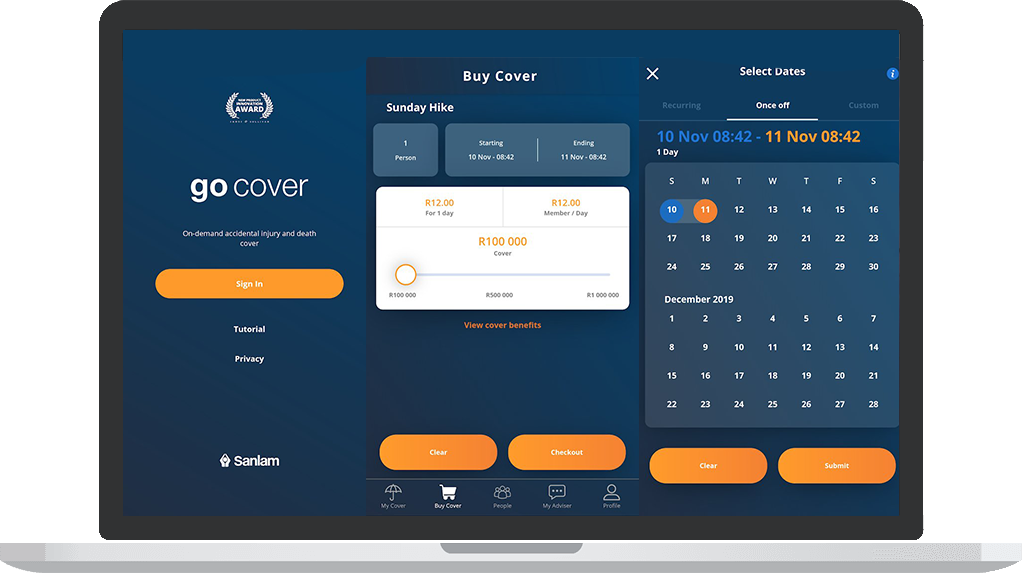 NEW PRODUCT
INNOVATION
AWARD
go cover
On-demand accidental injury and death
cover
Sign In
Tutorial
Privacy
Sanlam
Buy Cover
Sunday Hike
1
Person
Starting
10 Nov - 08:42
Ending
11 Nov - 08:42
R12.00
For 1 day
R12.00
Member / Day
R100 000
Cover
R100 000 R500 000 R1 000 000
View cover benefits
Clear Checkout
My Cover Buy Cover People My Adviser Profile
Select Dates
i
Recurring Once off Custom
10 Nov 08:42 - 11 Nov 08:42
1 Day
S M T W T F S
10 11 12 13 14 15 16
17 18 19 20 21 22 23
24 25 26 27 28 29 30
December 2019
1 2 3 4 5 6 7
8 9 10 11 12 13 14
15 16 17 18 19 20 21
22 23 24 25 26 27 28
Clear Submit